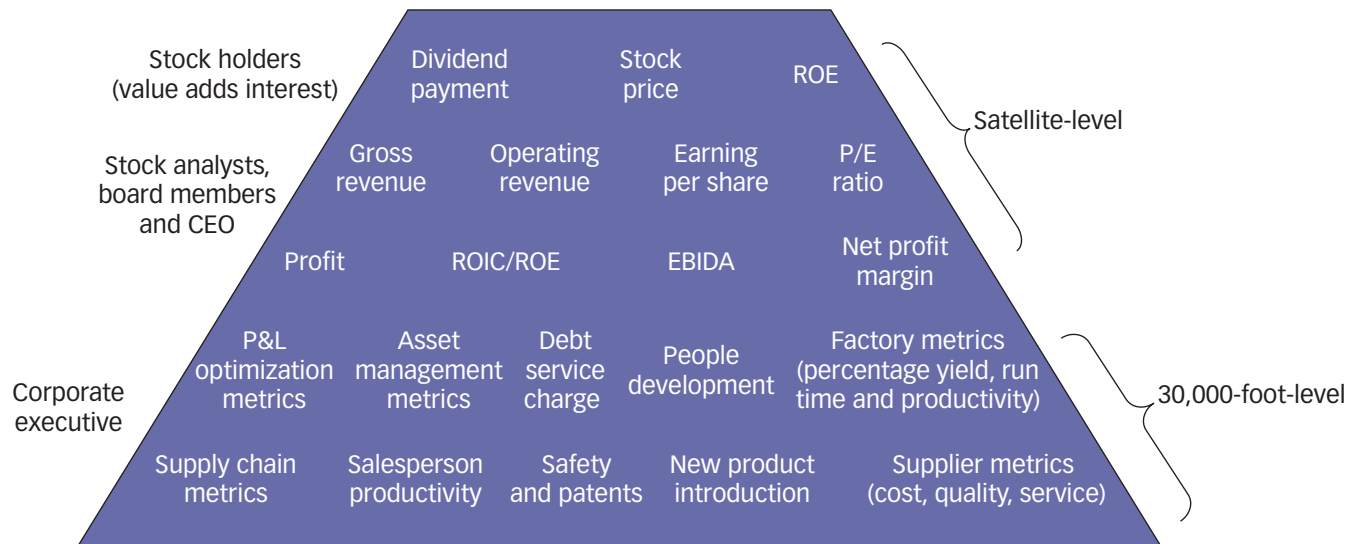 Stock holders
(value adds interest)
Dividend
payment
Stock
price
ROE
Satellite-level
Stock analysts,
board members
and CEO
Gross
revenue
Operating
revenue
Earning
per share
P/E
ratio
Profit
ROIC/ROE
EBIDA
Net profit
margin
Corporate
executive
P&L
optimization
metrics
Asset
management
metrics
Debt
service
charge
People
development
Factory metrics
(percentage yield, run
time and productivity)
30,000-foot-level
Supply chain
metrics
Salesperson
productivity
Safety
and patents
New product
introduction
Supplier metrics
(cost, quality, service)